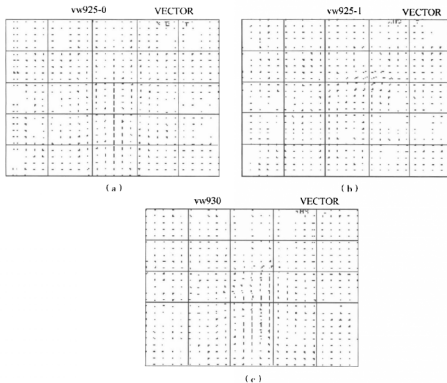 vw925-0 VECTOR
vw925-1 VECTOR
(a)
(b)
vw930 VECTOR
(c)